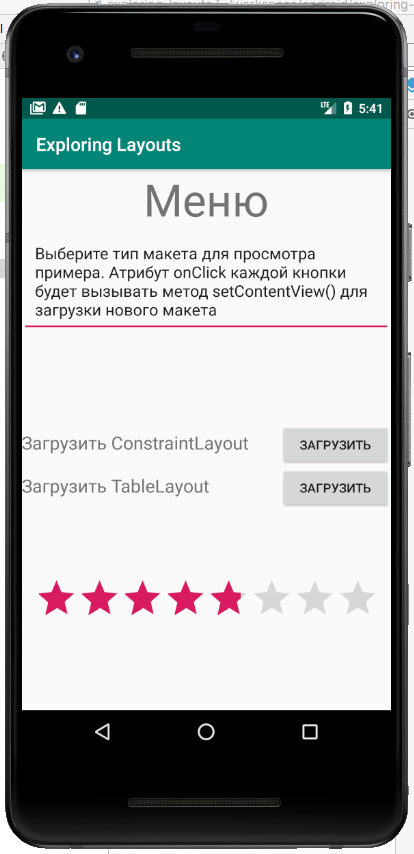 LTE 5:41
Exploring Layouts
Меню
Выберите тип макета для просмотра
примера. Атрибут onClick каждой кнопки
будет вызывать метод setContentView() для
загрузки нового макета
Загрузить ConstraintLayout ЗАГРУЗИТЬ
Загрузить TableLayout ЗАГРУЗИТЬ